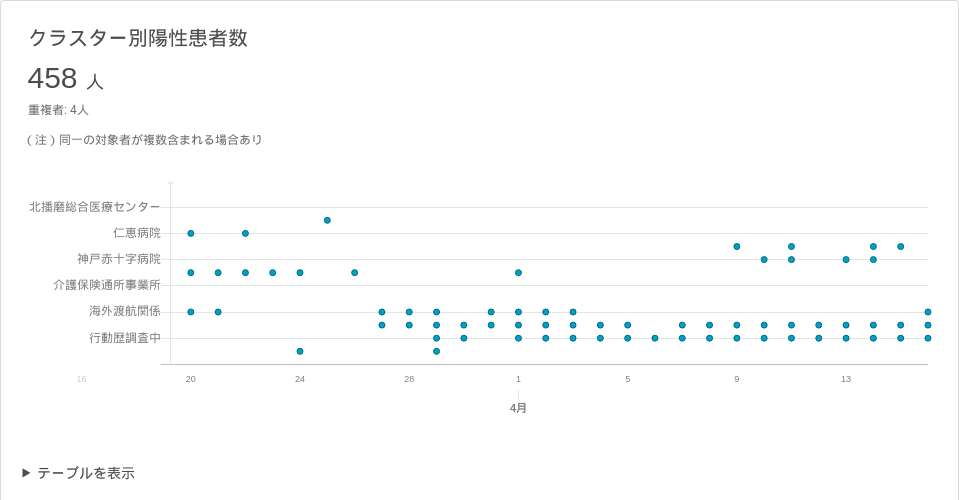 クラスター別陽性患者数
458 人
重複者: 4人
( 注 ) 同一の対象者が複数含まれる場合あり
北播磨総合医療センター
仁恵病院
神戸赤十字病院
介護保険通所事業所
海外渡航関係
行動歴調査中
16 20 24 28 1 5 9 13
4月
▶ テーブルを表示